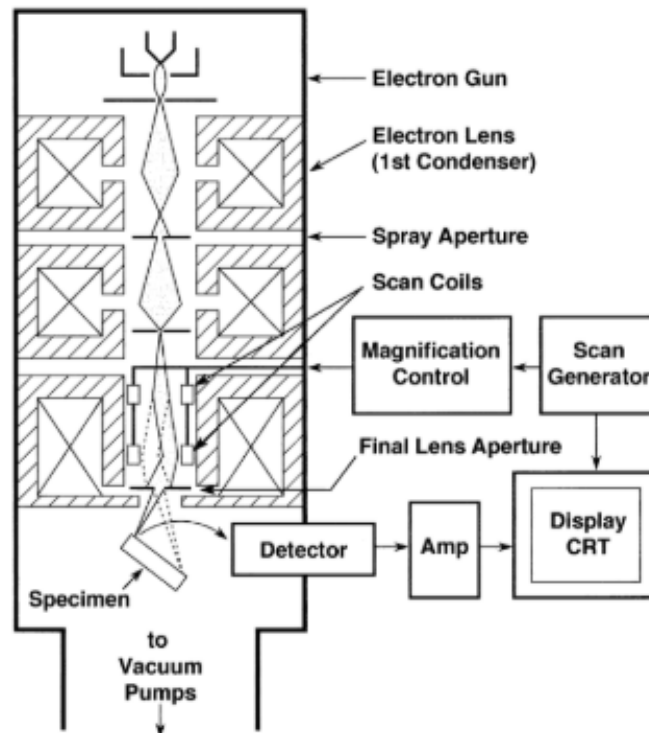 Electron Gun
Electron Lens
(1st Condenser)
Spray Aperture
Scan Coils
Magnification
Control
Scan
Generator
Final Lens Aperture
Detector
Amp
Display
CRT
Specimen
to
Vacuum
Pumps